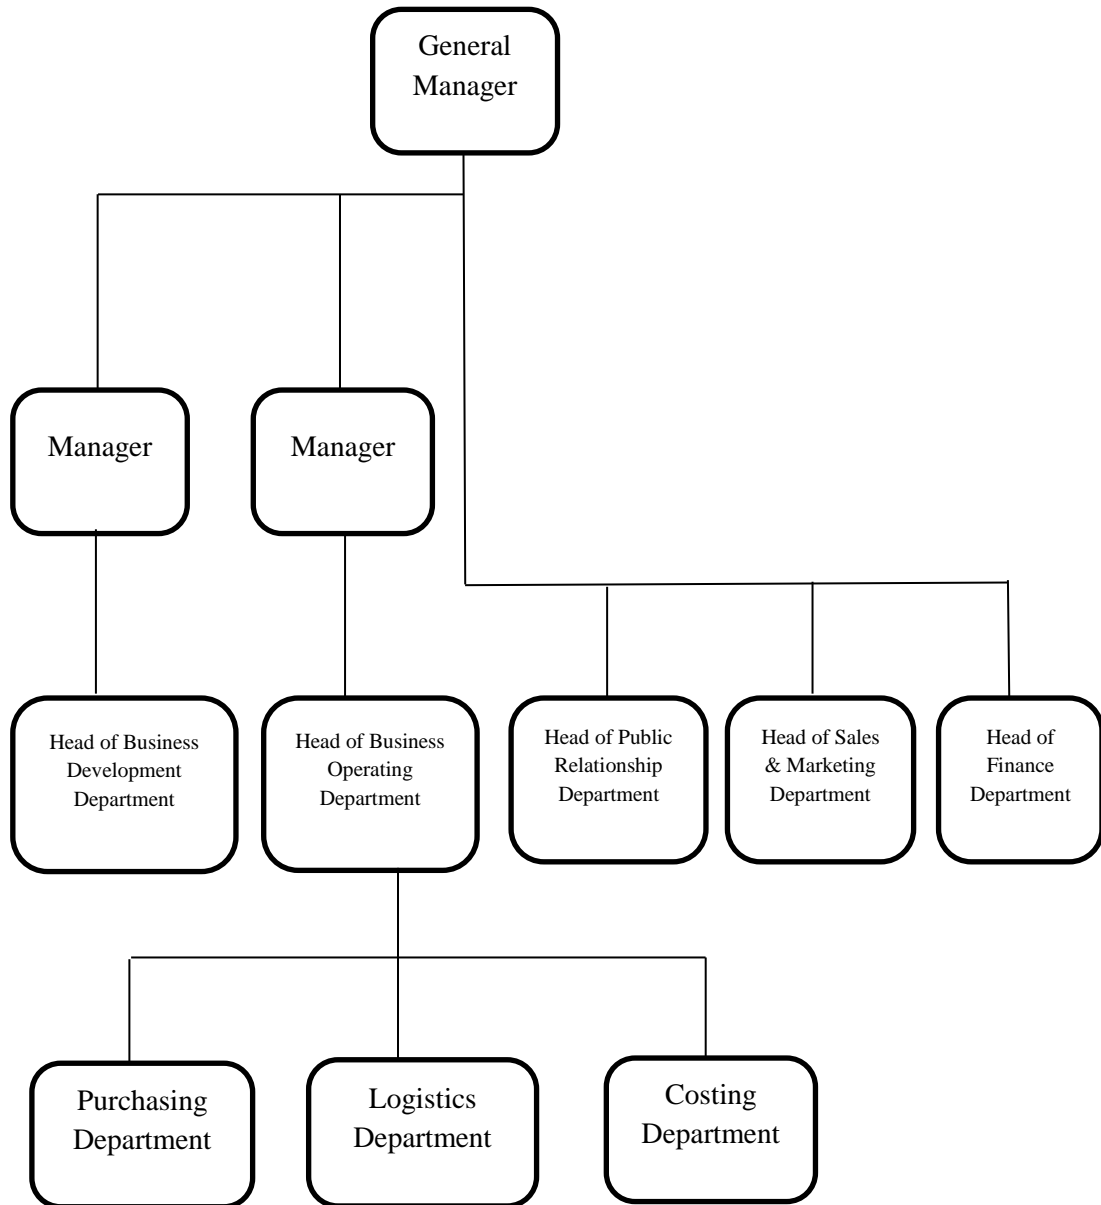 General
Manager
Manager
Manager
Head of Business
Development
Department
Head of Business
Operating
Department
Head of Public
Relationship
Department
Head of Sales
& Marketing
Department
Head of
Finance
Department
Purchasing
Department
Logistics
Department
Costing
Department